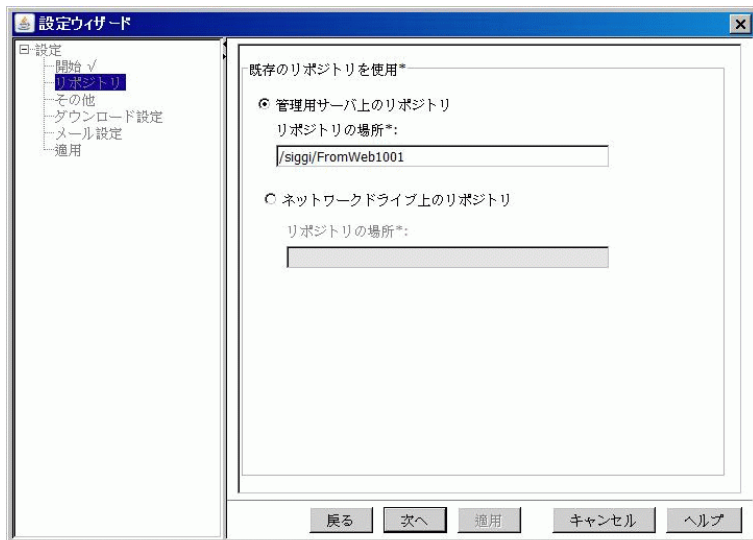 設定ウィザード
設定
開始 √
リポジトリ
その他
ダウンロード設定
メール設定
適用
既存のリポジトリを使用*
管理用サーバ上のリポジトリ
リポジトリの場所*:
/siggi/FromWeb1001
ネットワークドライブ上のリポジトリ
リポジトリの場所*:
戻る 次へ 適用 キャンセル ヘルプ